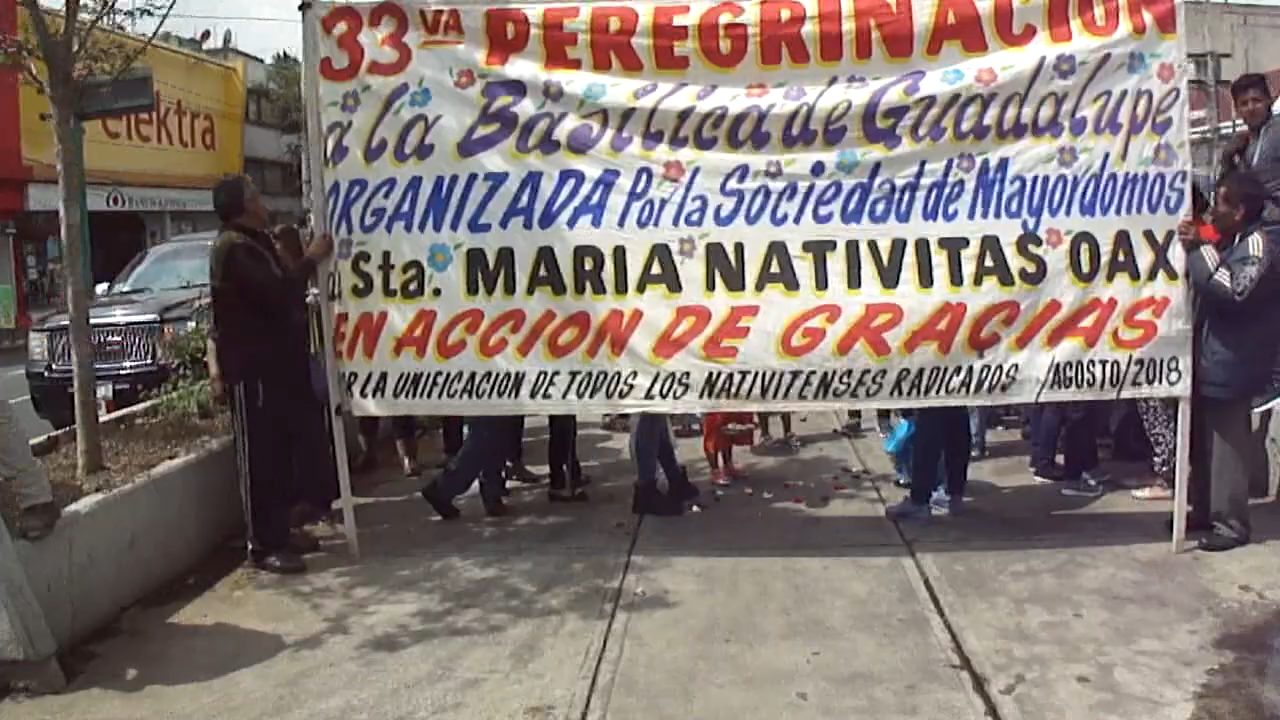 33 VA PEREGRINACION
a la Basilica de Guadalupe
ORGANIZADA Por la Sociedad de Mayordomos
Sta. MARIA NATIVITAS OAX
EN ACCION DE GRACIAS
R LA UNIFICACION DE TODOS LOS NATIVITENSES RADICADOS /AGOSTO/2018
elektra